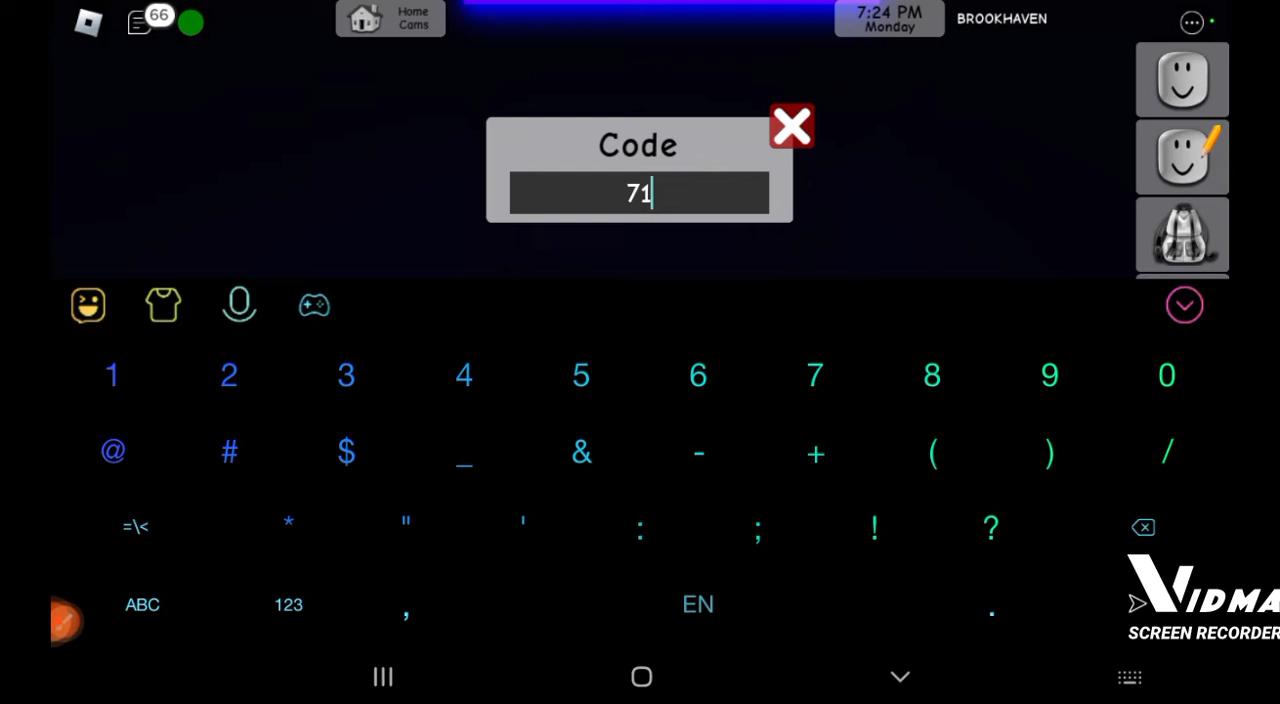 66
Home
Cams
7:24 PM
Monday
BROOKHAVEN
Code
71
1 2 3 4 5 6 7 8 9 0
@ # $ _ & - + ( ) /
=\< * " ' : ; ! ?
ABC 123 , EN .
VIDMA
SCREEN RECORDER